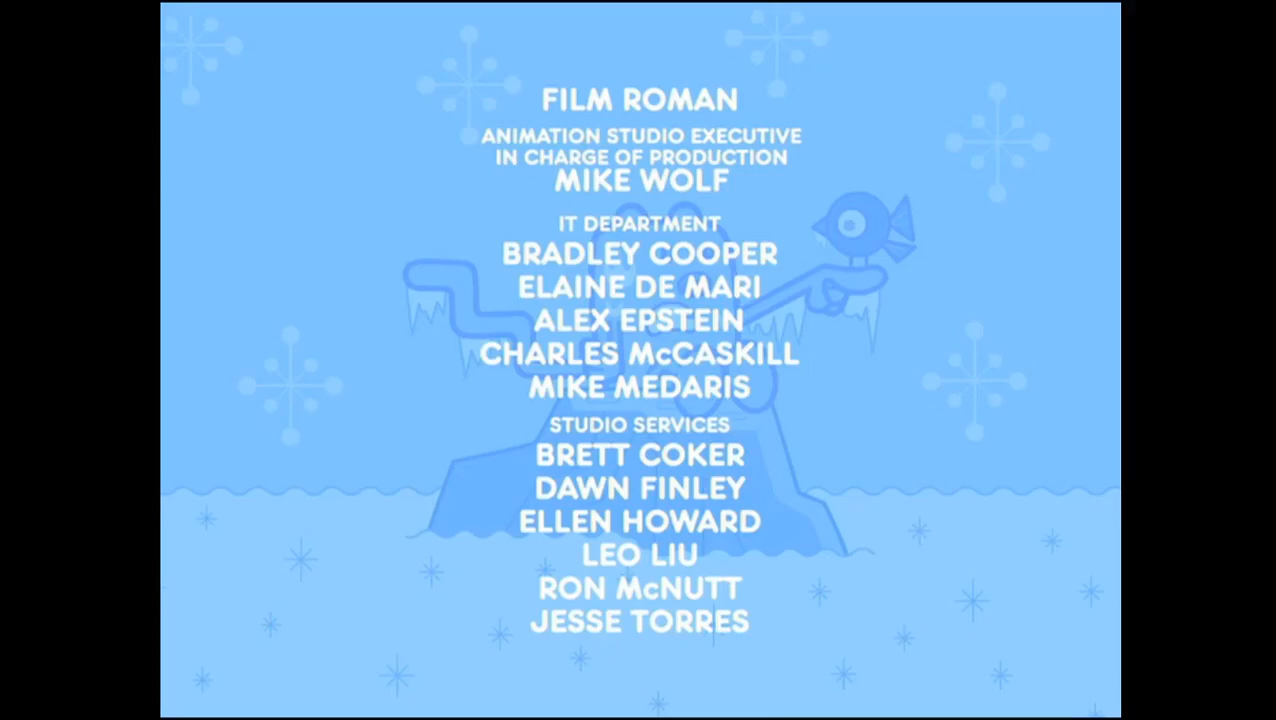 FILM ROMAN
ANIMATION STUDIO EXECUTIVE
IN CHARGE OF PRODUCTION
MIKE WOLF
IT DEPARTMENT
BRADLEY COOPER
ELAINE DE MARI
ALEX EPSTEIN
CHARLES McCASKILL
MIKE MEDARIS
STUDIO SERVICES
BRETT COKER
DAWN FINLEY
ELLEN HOWARD
LEO LIU
RON McNUTT
JESSE TORRES